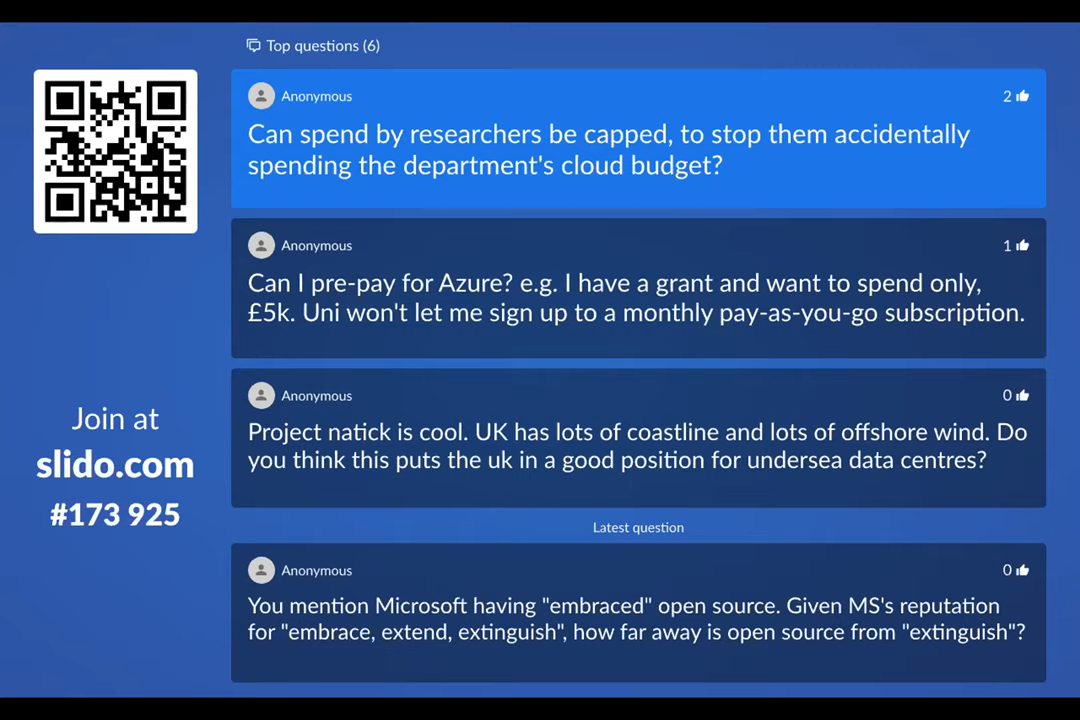 Top questions (6)
Anonymous
2
Can spend by researchers be capped, to stop them accidentally
spending the department's cloud budget?
Anonymous
1
Can I pre-pay for Azure? e.g. I have a grant and want to spend only,
£5k. Uni won't let me sign up to a monthly pay-as-you-go subscription.
Anonymous
0
Project natick is cool. UK has lots of coastline and lots of offshore wind. Do
you think this puts the uk in a good position for undersea data centres?
Latest question
Anonymous
0
You mention Microsoft having "embraced" open source. Given MS's reputation
for "embrace, extend, extinguish", how far away is open source from "extinguish"?
Join at
slido.com
#173 925